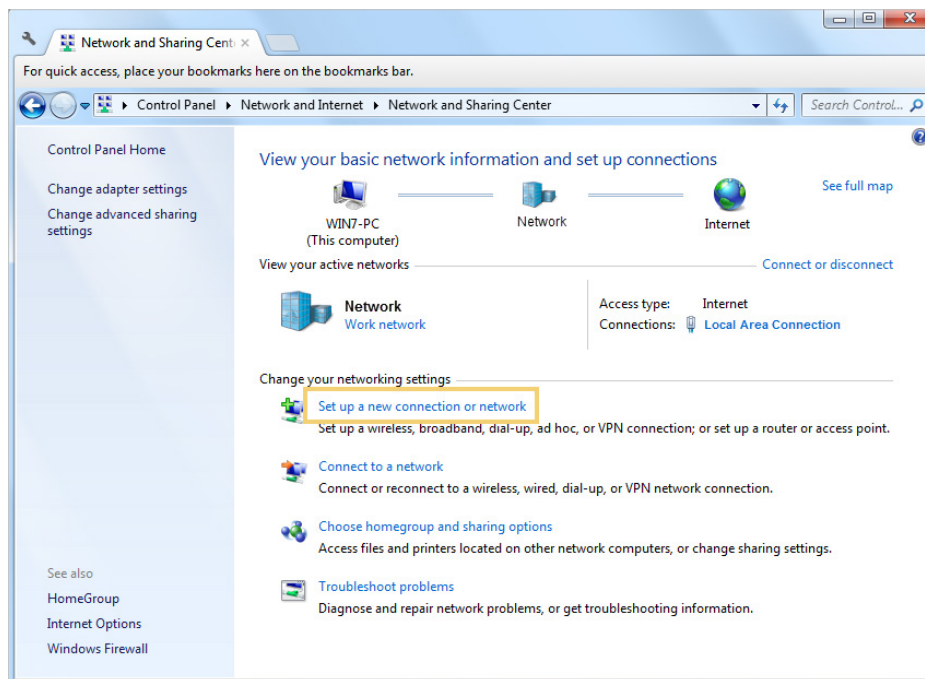 Network and Sharing Cent
For quick access, place your bookmarks here on the bookmarks bar.
Control Panel Network and Internet Network and Sharing Center
Search Control...
Control Panel Home
Change adapter settings
Change advanced sharing
settings
View your basic network information and set up connections
See full map
WIN7-PC
(This computer)
Network
Internet
View your active networks
Connect or disconnect
Network
Work network
Access type: Internet
Connections: Local Area Connection
Change your networking settings
Set up a new connection or network
Set up a wireless, broadband, dial-up, ad hoc, or VPN connection; or set up a router or access point.
Connect to a network
Connect or reconnect to a wireless, wired, dial-up, or VPN network connection.
Choose homegroup and sharing options
Access files and printers located on other network computers, or change sharing settings.
Troubleshoot problems
Diagnose and repair network problems, or get troubleshooting information.
See also
HomeGroup
Internet Options
Windows Firewall